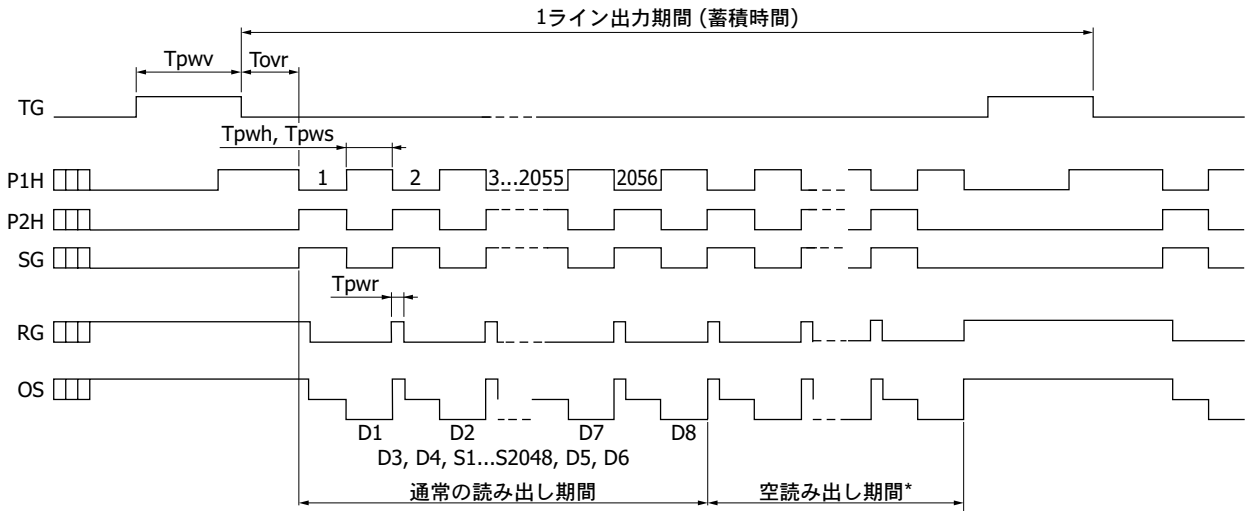 1ライン出力期間 (蓄積時間)
Tpwv
Tovr
TG
Tpwh, Tpws
P1H
1
2
3...2055
2056
P2H
SG
Tpwr
RG
OS
D1
D2
D7
D8
D3, D4, S1...S2048, D5, D6
通常の読み出し期間
空読み出し期間*